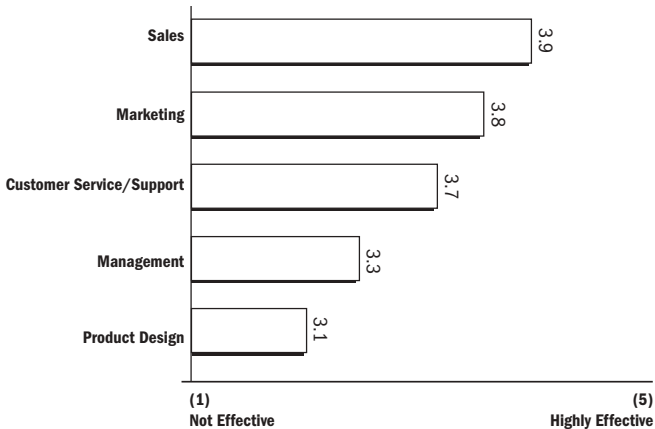 Sales
3.9
Marketing
3.8
Customer Service/Support
3.7
Management
3.3
Product Design
3.1
(1)
(5)
Not Effective
Highly Effective